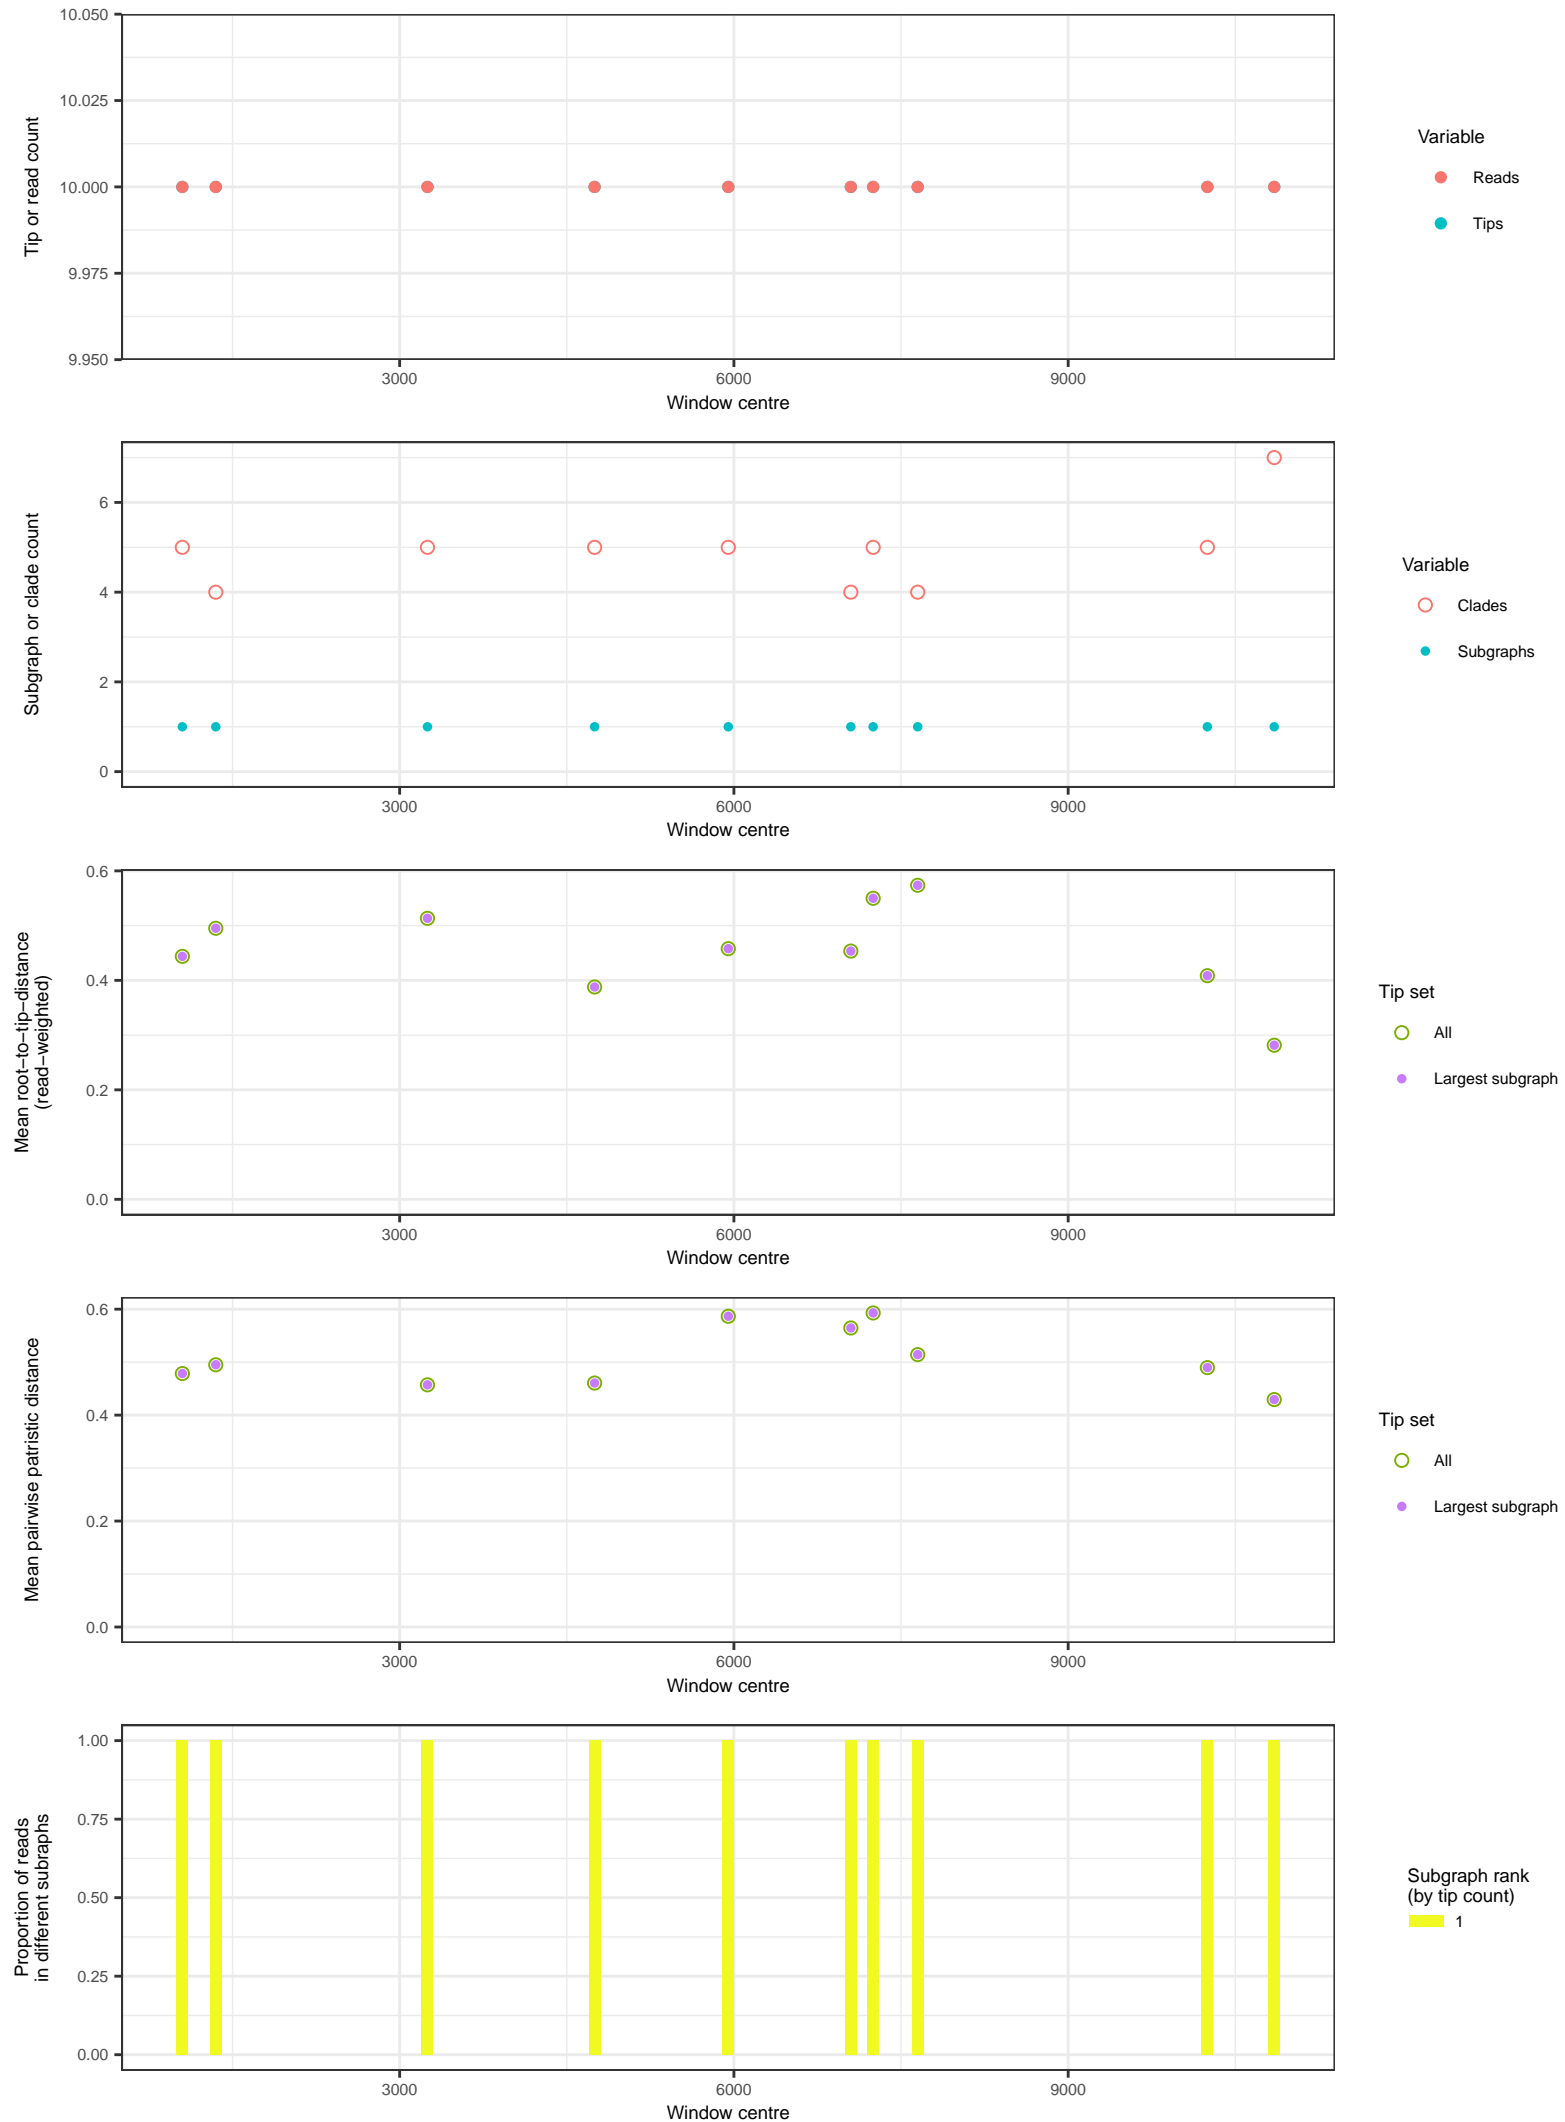 10.050
10.025
10.000
9.975
9.950
Tip or read count
3000 6000 9000
Window centre
Variable
Reads
Tips
6
4
2
0
Subgraph or clade count
3000 6000 9000
Window centre
Variable
Clades
Subgraphs
0.6
0.4
0.2
0.0
Mean root−to−tip−distance
(read−weighted)
3000 6000 9000
Window centre
Tip set
All
Largest subgraph
0.6
0.4
0.2
0.0
Mean pairwise patristic distance
3000 6000 9000
Window centre
Tip set
All
Largest subgraph
1.00
0.75
0.50
0.25
0.00
Proportion of reads
in different subraphs
3000 6000 9000
Window centre
Subgraph rank
(by tip count)
1